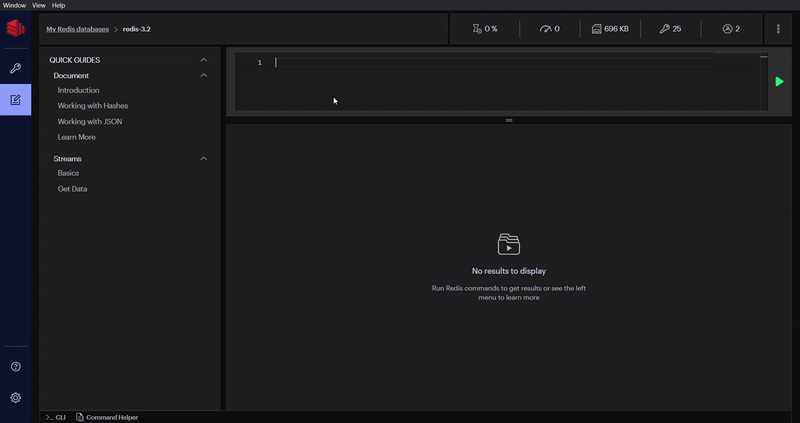 Window View Help
My Redis databases > redis-3.2
0 % 0 696 KB 25 2
QUICK GUIDES
Document
Introduction
Working with Hashes
Working with JSON
Learn More
Streams
Basics
Get Data
1
No results to display
Run Redis commands to get results or see the left
menu to learn more
>_ CLI Command Helper